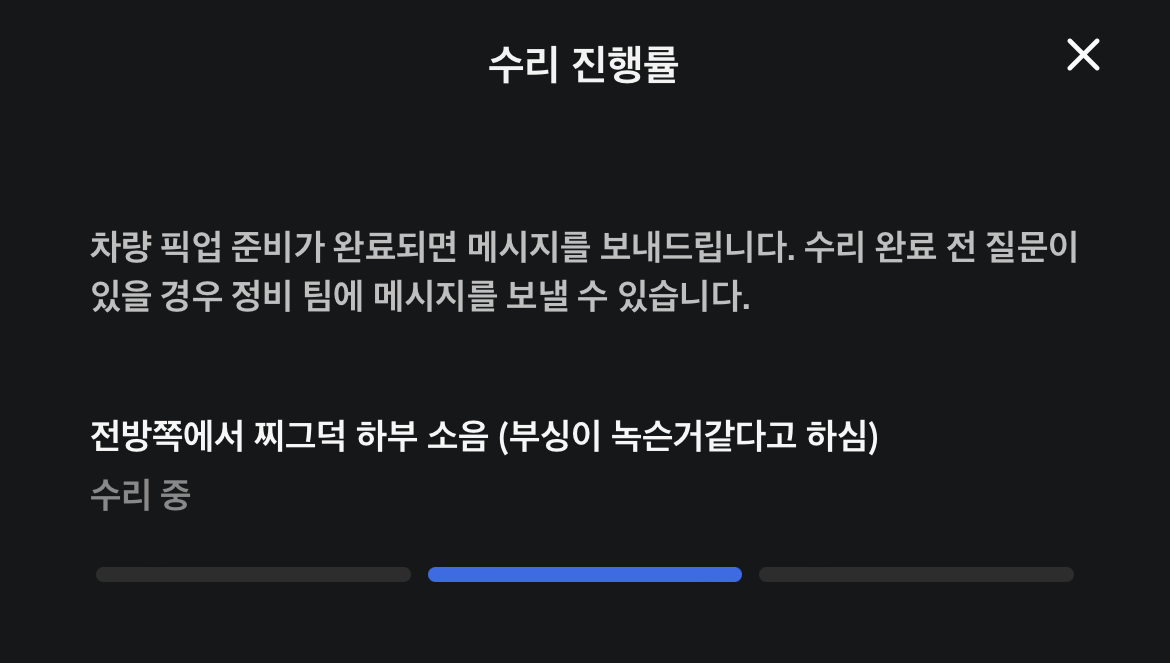 수리 진행률
차량 픽업 준비가 완료되면 메시지를 보내드립니다. 수리 완료 전 질문이
있을 경우 정비 팀에 메시지를 보낼 수 있습니다.
전방쪽에서 찌그덕 하부 소음 (부싱이 녹슨거같다고 하심)
수리 중